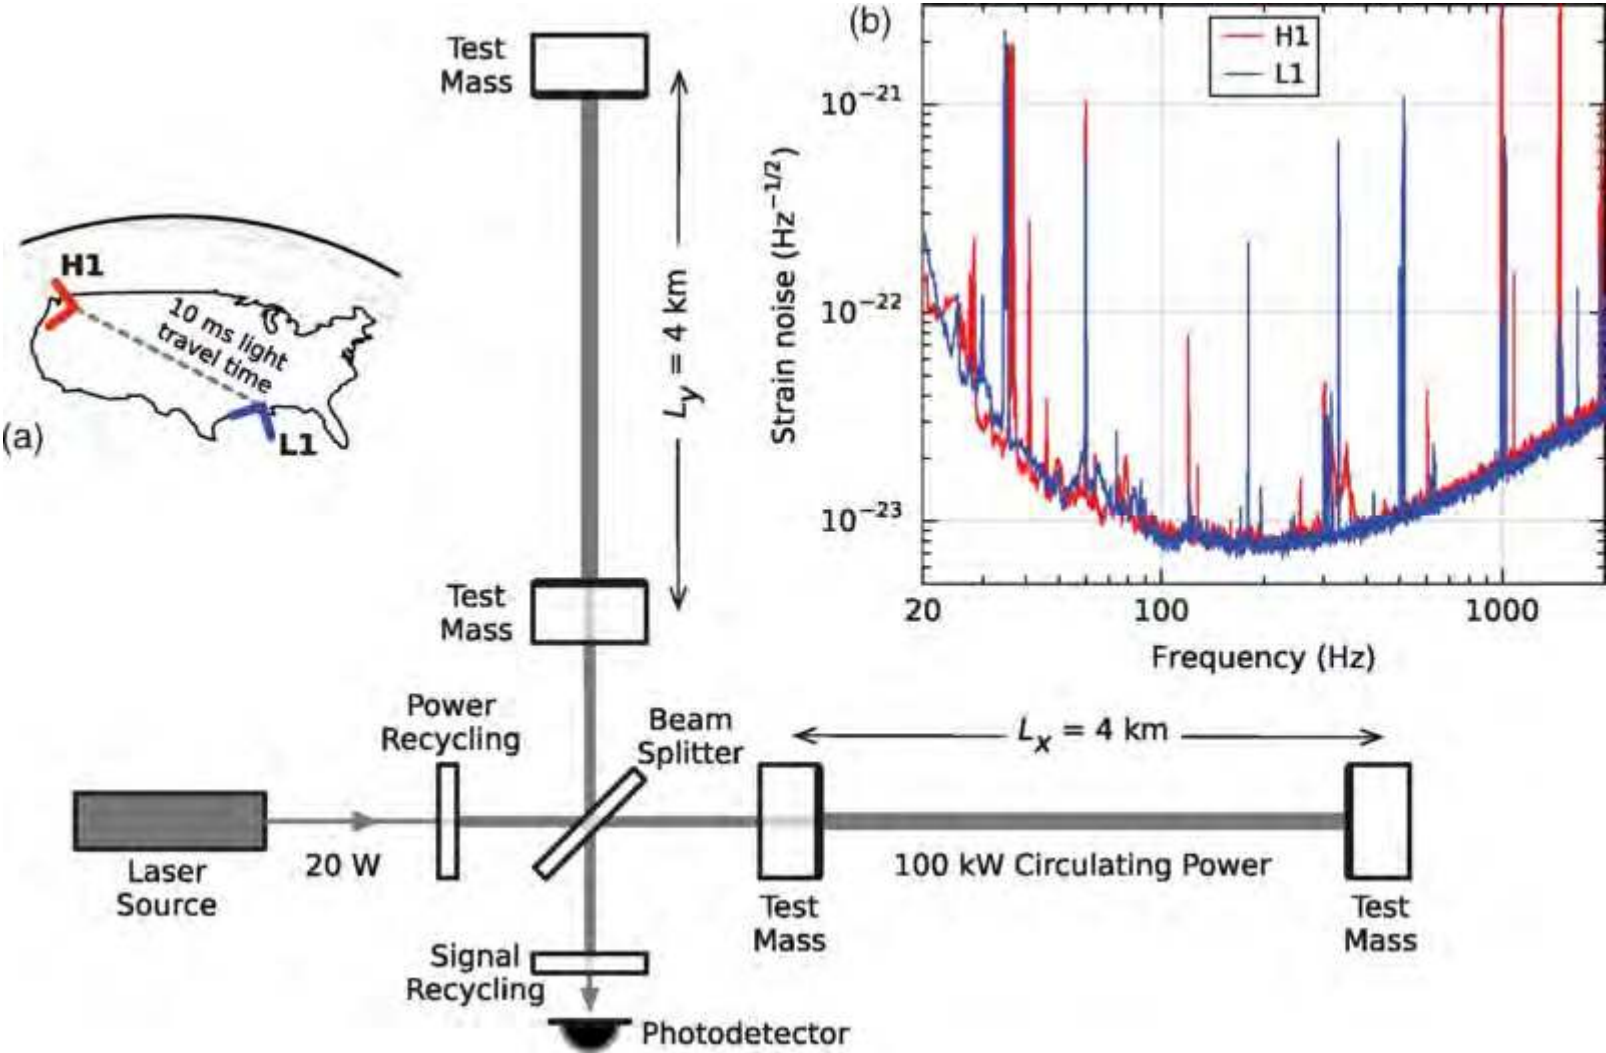 (a)
H1
10 ms light
travel time
L1
Test
Mass
Ly = 4 km
Test
Mass
Power
Recycling
Beam
Splitter
Laser
Source
20 W
Lx = 4 km
100 kW Circulating Power
Test
Mass
Test
Mass
Signal
Recycling
Photodetector
(b)
H1
L1
Strain noise (Hz−1/2)
10−21
10−22
10−23
20
100
1000
Frequency (Hz)